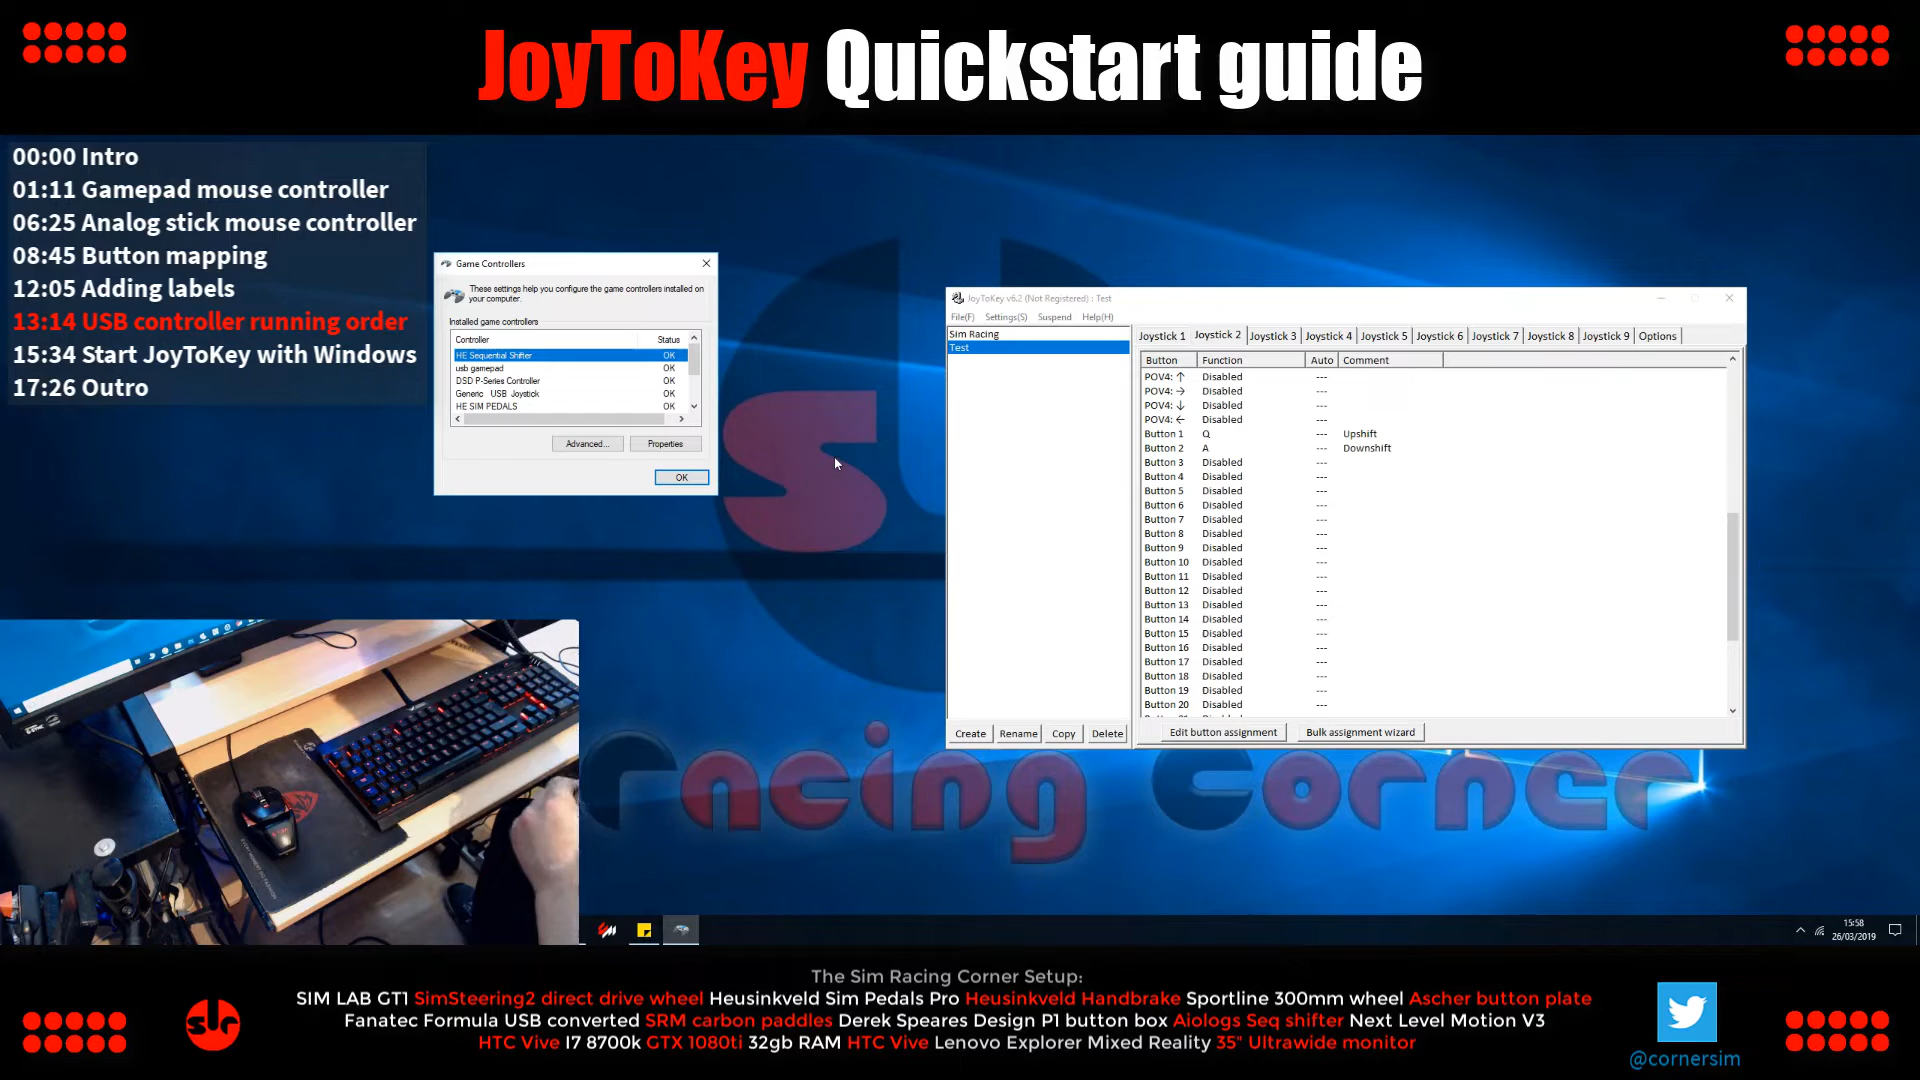 JoyToKey Quickstart guide
00:00 Intro
01:11 Gamepad mouse controller
06:25 Analog stick mouse controller
08:45 Button mapping
12:05 Adding labels
13:14 USB controller running order
15:34 Start JoyToKey with Windows
17:26 Outro
Game Controllers
These settings help you configure the game controllers installed on
your computer.
Installed game controllers
Controller Status
HE Sequential Shifter OK
usb gamepad OK
DSD P-Series Controller OK
Generic USB Joystick OK
HE SIM PEDALS OK
Advanced... Properties
OK
JoyToKey v6.2 (Not Registered) : Test
File(F) Settings(S) Suspend Help(H)
Sim Racing
Test
Joystick 1 Joystick 2 Joystick 3 Joystick 4 Joystick 5 Joystick 6 Joystick 7 Joystick 8 Joystick 9 Options
Button Function Auto Comment
POV4: ↑ Disabled ---
POV4: → Disabled ---
POV4: ↓ Disabled ---
POV4: ← Disabled ---
Button 1 Q --- Upshift
Button 2 A --- Downshift
Button 3 Disabled ---
Button 4 Disabled ---
Button 5 Disabled ---
Button 6 Disabled ---
Button 7 Disabled ---
Button 8 Disabled ---
Button 9 Disabled ---
Button 10 Disabled ---
Button 11 Disabled ---
Button 12 Disabled ---
Button 13 Disabled ---
Button 14 Disabled ---
Button 15 Disabled ---
Button 16 Disabled ---
Button 17 Disabled ---
Button 18 Disabled ---
Button 19 Disabled ---
Button 20 Disabled ---
Create Rename Copy Delete
Edit button assignment Bulk assignment wizard
racing corner
15:58
26/03/2019
The Sim Racing Corner Setup:
SIM LAB GT1 SimSteering2 direct drive wheel Heusinkveld Sim Pedals Pro Heusinkveld Handbrake Sportline 300mm wheel Ascher button plate
Fanatec Formula USB converted SRM carbon paddles Derek Speares Design P1 button box Aiologs Seq shifter Next Level Motion V3
HTC Vive I7 8700k GTX 1080ti 32gb RAM HTC Vive Lenovo Explorer Mixed Reality 35" Ultrawide monitor
@cornersim